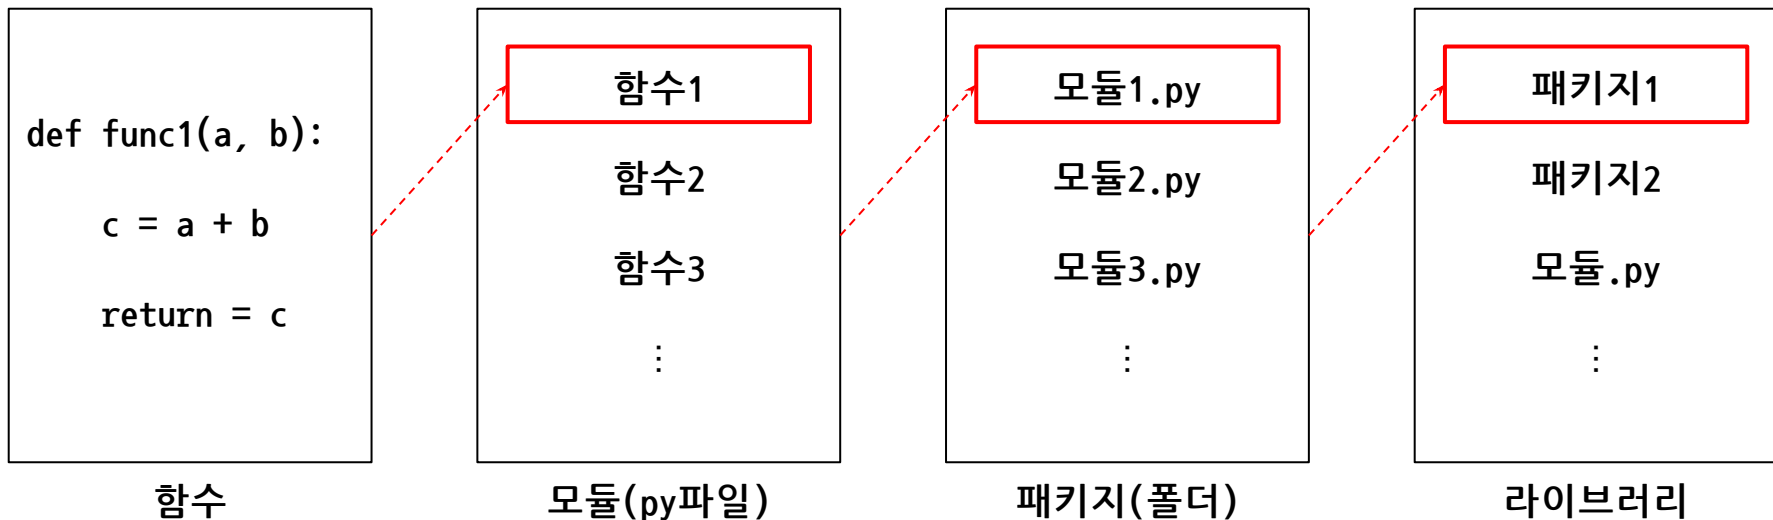 def func1(a, b):
c = a + b
return = c
함수
함수1
함수2
함수3
⋮
모듈(py파일)
모듈1.py
모듈2.py
모듈3.py
⋮
패키지(폴더)
패키지1
패키지2
모듈.py
⋮
라이브러리